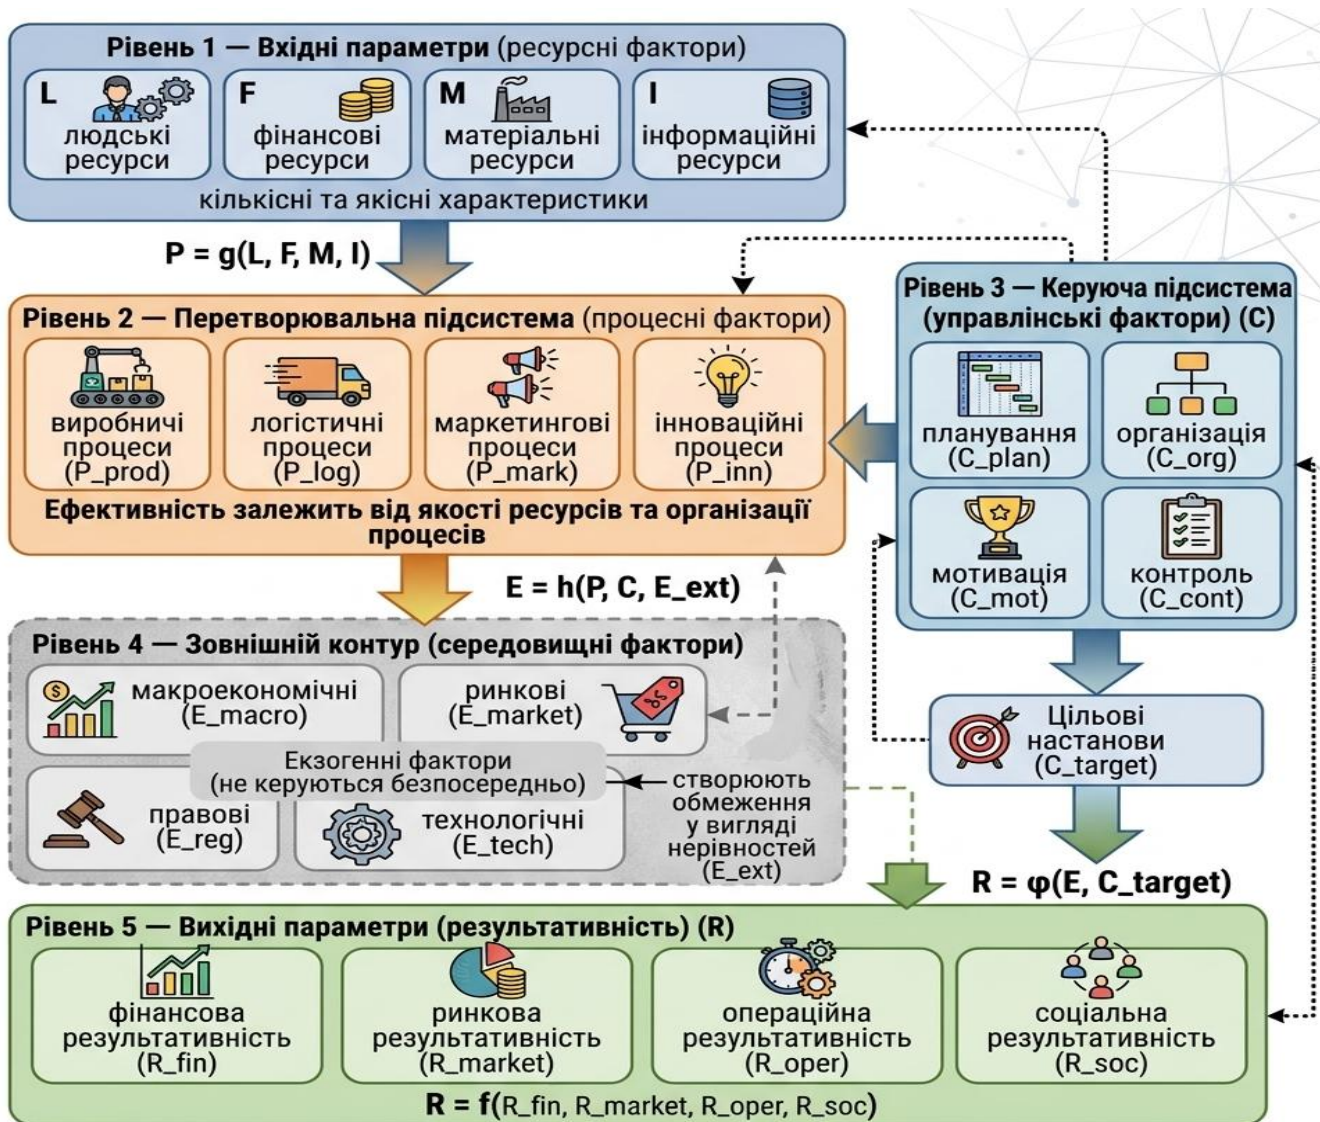 Рівень 1 — Вхідні параметри (ресурсні фактори)
L
людські
ресурси
F
фінансові
ресурси
M
матеріальні
ресурси
I
інформаційні
ресурси
кількісні та якісні характеристики
P = g(L, F, M, I)
Рівень 2 — Перетворювальна підсистема (процесні фактори)
виробничі
процеси
(P_prod)
логістичні
процеси
(P_log)
маркетингові
процеси
(P_mark)
інноваційні
процеси
(P_inn)
Ефективність залежить від якості ресурсів та організації
процесів
Рівень 3 — Керуюча підсистема
(управлінські фактори) (C)
планування
(C_plan)
організація
(C_org)
мотивація
(C_mot)
контроль
(C_cont)
E = h(P, C, E_ext)
Рівень 4 — Зовнішній контур (середовищні фактори)
макроекономічні
(E_macro)
ринкові
(E_market)
Екзогенні фактори
(не керуються безпосередньо)
правові
(E_reg)
технологічні
(E_tech)
створюють
обмеження
у вигляді
нерівностей
(E_ext)
Цільові
настанови
(C_target)
R = φ(E, C_target)
Рівень 5 — Вихідні параметри (результативність) (R)
фінансова
результативність
(R_fin)
ринкова
результативність
(R_market)
операційна
результативність
(R_oper)
соціальна
результативність
(R_soc)
R = f(R_fin, R_market, R_oper, R_soc)